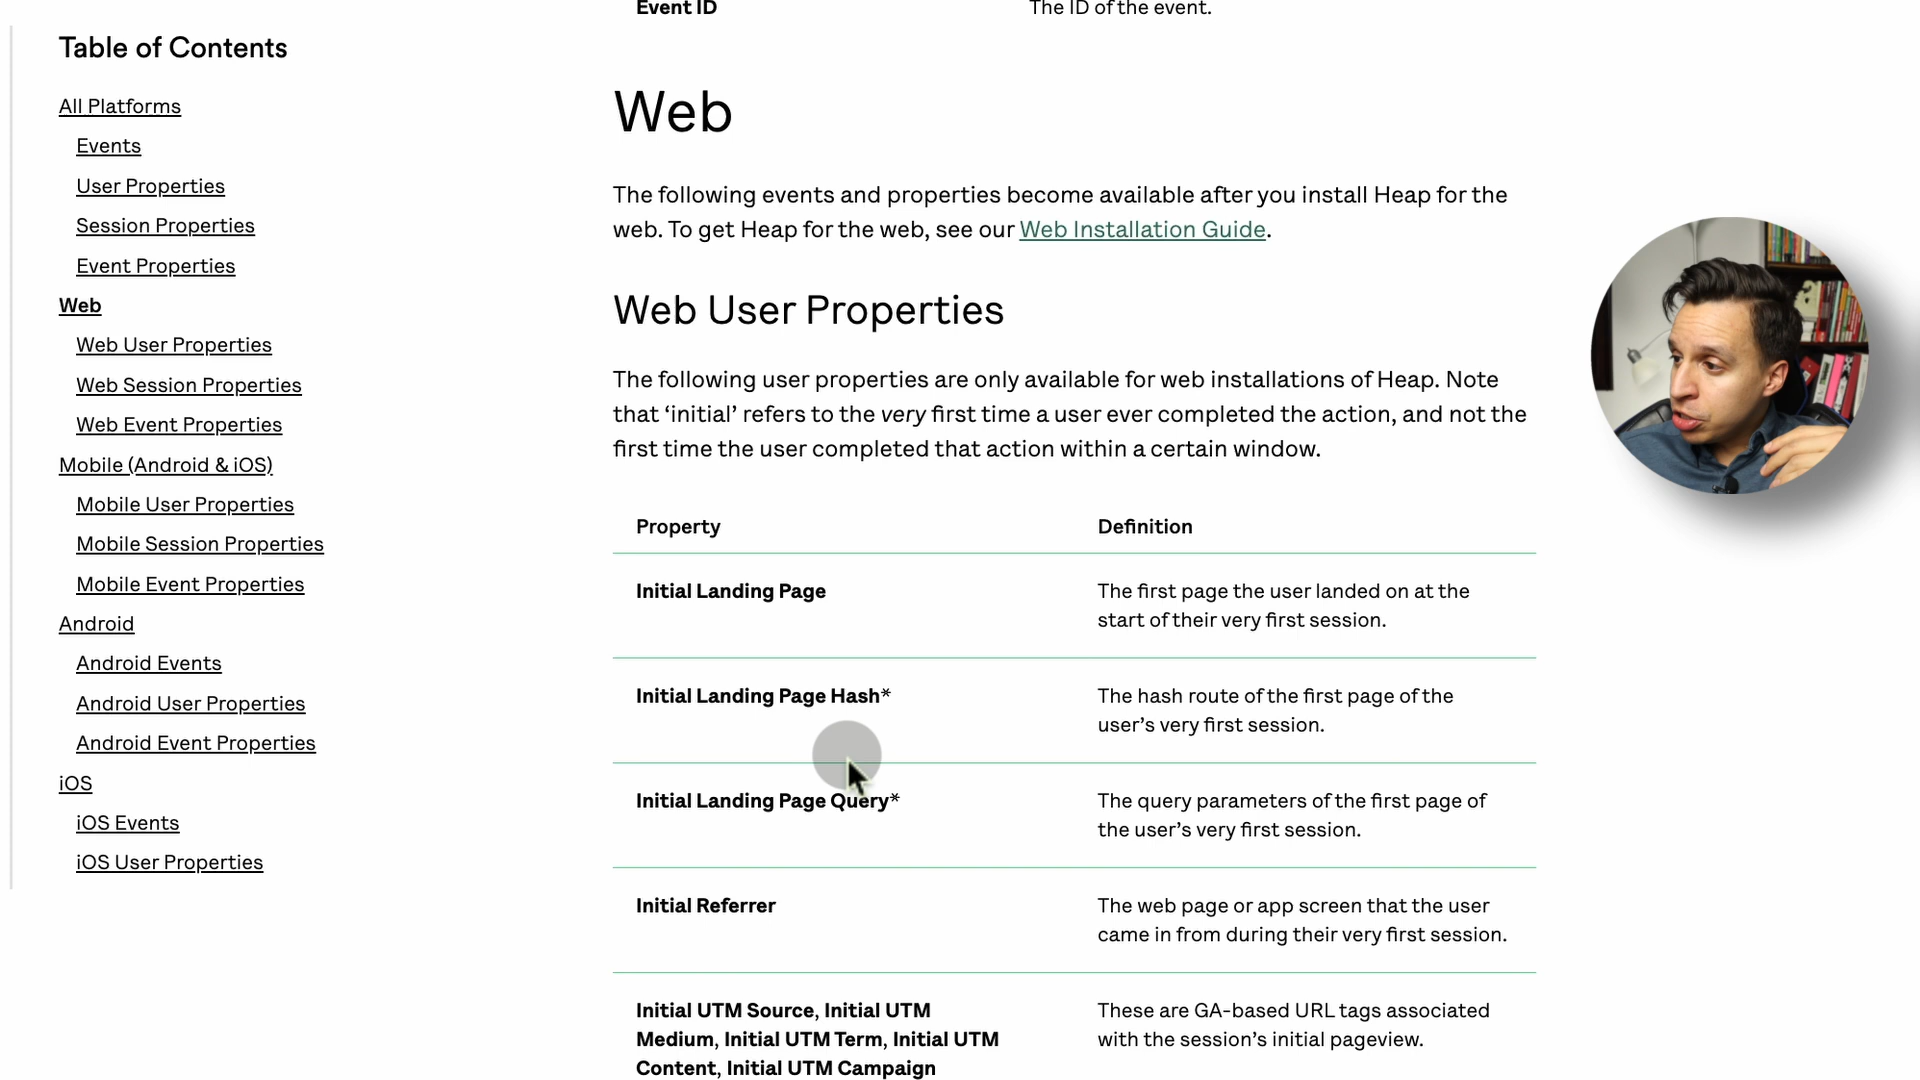 Event ID
The ID of the event.
Table of Contents
All Platforms
Events
User Properties
Session Properties
Event Properties
Web
Web User Properties
Web Session Properties
Web Event Properties
Mobile (Android & iOS)
Mobile User Properties
Mobile Session Properties
Mobile Event Properties
Android
Android Events
Android User Properties
Android Event Properties
iOS
iOS Events
iOS User Properties
Web
The following events and properties become available after you install Heap for the
web. To get Heap for the web, see our Web Installation Guide.
Web User Properties
The following user properties are only available for web installations of Heap. Note
that ‘initial’ refers to the very first time a user ever completed the action, and not the
first time the user completed that action within a certain window.
Property
Definition
Initial Landing Page
The first page the user landed on at the
start of their very first session.
Initial Landing Page Hash*
The hash route of the first page of the
user’s very first session.
Initial Landing Page Query*
The query parameters of the first page of
the user’s very first session.
Initial Referrer
The web page or app screen that the user
came in from during their very first session.
Initial UTM Source, Initial UTM
Medium, Initial UTM Term, Initial UTM
Content, Initial UTM Campaign
These are GA-based URL tags associated
with the session’s initial pageview.